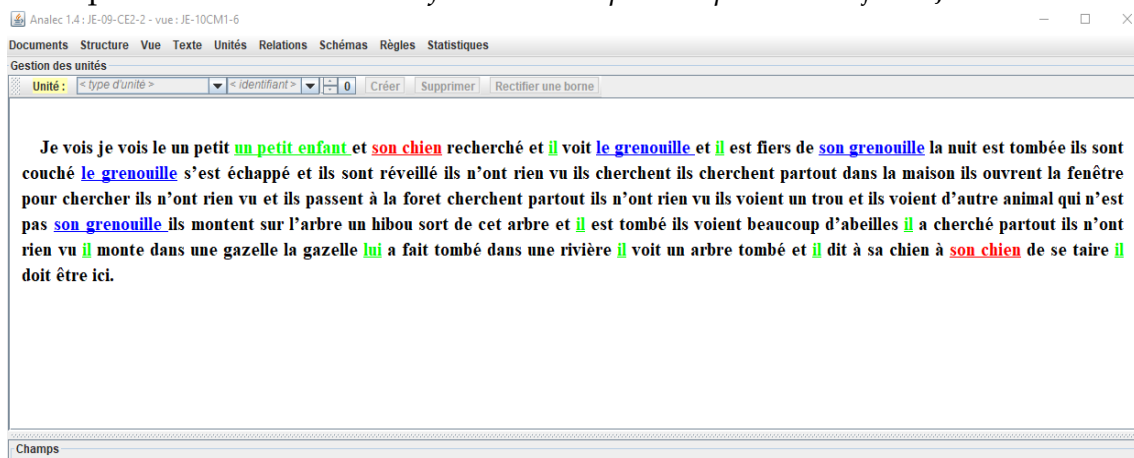 Analec 1.4 : JE-09-CE2-2 - vue : JE-10CM1-6
Documents Structure Vue Texte Unités Relations Schémas Règles Statistiques
Gestion des unités
Unité : < type d'unité > < identifiant > 0 Créer Supprimer Rectifier une borne
Je vois je vois le un petit un petit enfant et son chien recherché et il voit le grenouille et il est fiers de son grenouille la nuit est tombée ils sont
couché le grenouille s'est échappé et ils sont réveillé ils n'ont rien vu ils cherchent ils cherchent partout dans la maison ils ouvrent la fenêtre
pour chercher ils n'ont rien vu et ils passent à la foret cherchent partout ils n'ont rien vu ils voient un trou et ils voient d'autre animal qui n'est
pas son grenouille ils montent sur l'arbre un hibou sort de cet arbre et il est tombé ils voient beaucoup d'abeilles il a cherché partout ils n'ont
rien vu il monte dans une gazelle la gazelle lui a fait tombé dans une rivière il voit un arbre tombé et il dit à sa chien à son chien de se taire il
doit être ici.
Champs